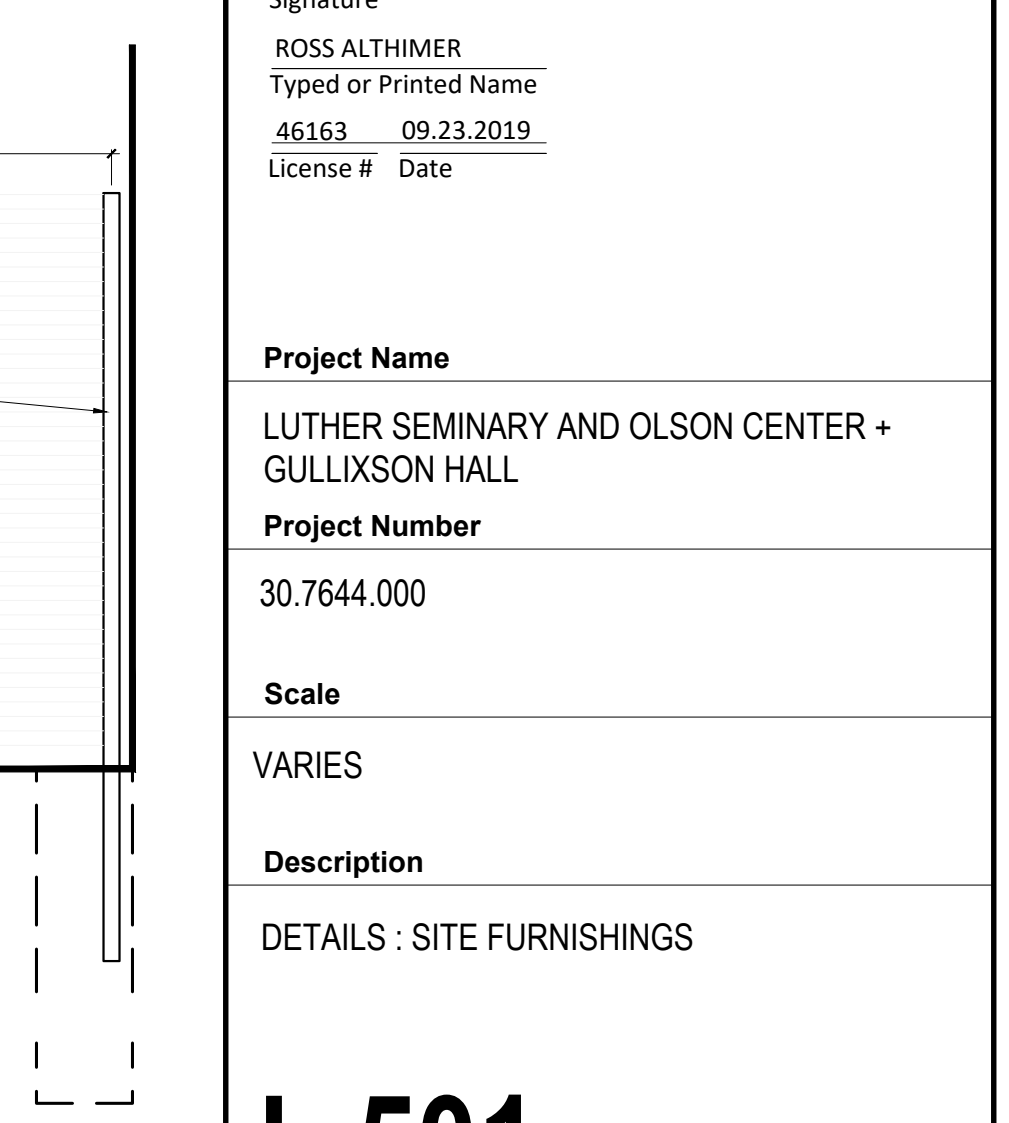 Signature
ROSS ALTHIMER
Typed or Printed Name
46163 09.23.2019
License # Date
Project Name
LUTHER SEMINARY AND OLSON CENTER +
GULLIXSON HALL
Project Number
30.7644.000
Scale
VARIES
Description
DETAILS : SITE FURNISHINGS